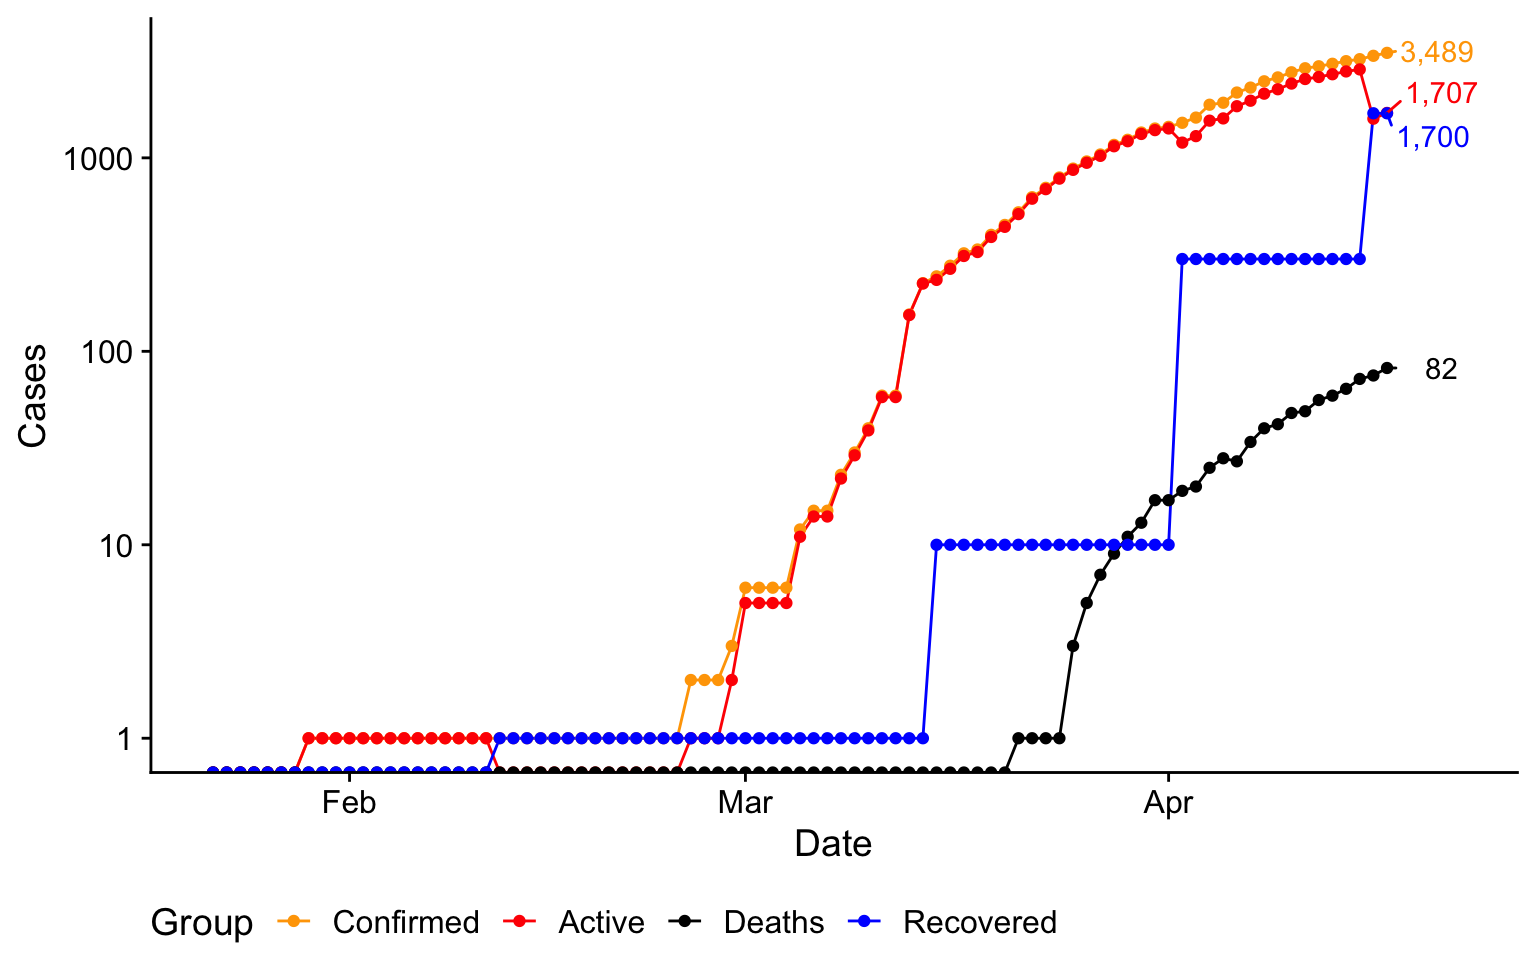 3,489
1,707
1,700
1000
100
82
10
1
Cases
Feb Mar Apr
Date
Group Confirmed Active Deaths Recovered